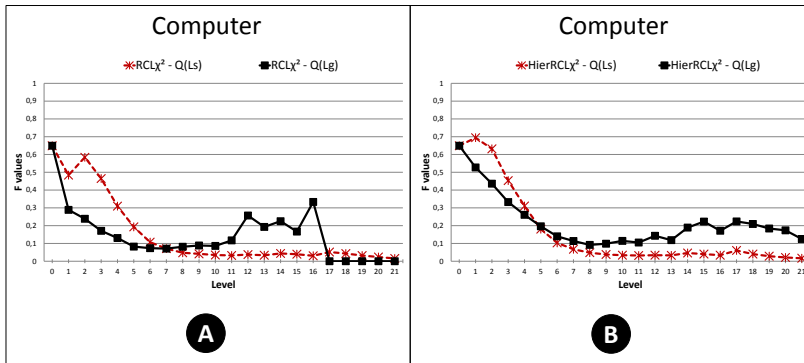 Computer
RCLχ² - Q(Ls) RCLχ² - Q(Lg)
1
0,9
0,8
0,7
0,6
0,5
0,4
0,3
0,2
0,1
0
F values
0 1 2 3 4 5 6 7 8 9 10 11 12 13 14 15 16 17 18 19 20 21
Level
A
Computer
HierRCLχ² - Q(Ls) HierRCLχ² - Q(Lg)
1
0,9
0,8
0,7
0,6
0,5
0,4
0,3
0,2
0,1
0
F values
0 1 2 3 4 5 6 7 8 9 10 11 12 13 14 15 16 17 18 19 20 21
Level
B